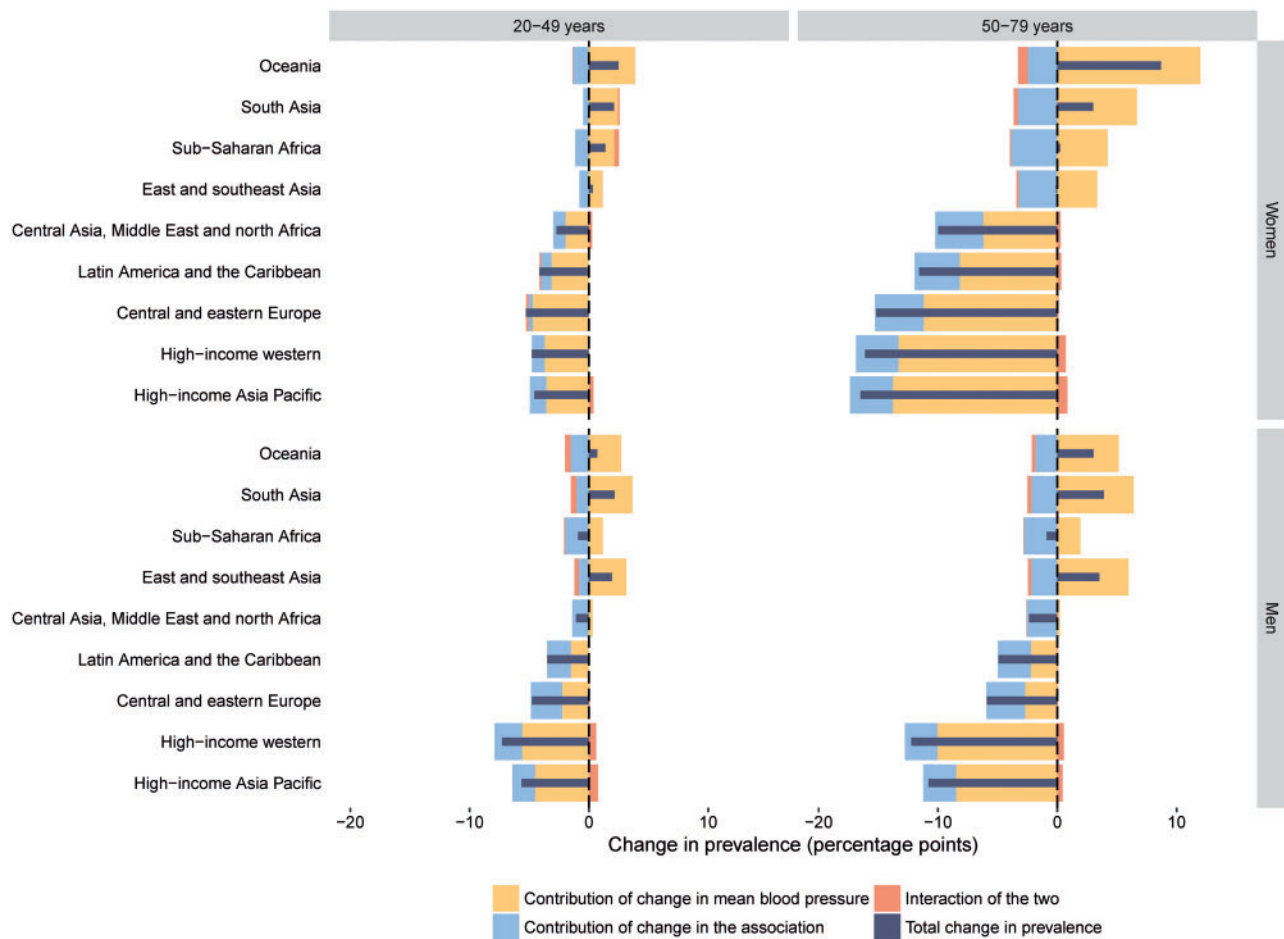 20−49 years
50−79 years
Women
Oceania
South Asia
Sub−Saharan Africa
East and southeast Asia
Central Asia, Middle East and north Africa
Latin America and the Caribbean
Central and eastern Europe
High−income western
High−income Asia Pacific
Men
Oceania
South Asia
Sub−Saharan Africa
East and southeast Asia
Central Asia, Middle East and north Africa
Latin America and the Caribbean
Central and eastern Europe
High−income western
High−income Asia Pacific
−20 −10 0 10 −20 −10 0 10
Change in prevalence (percentage points)
Contribution of change in mean blood pressure
Interaction of the two
Contribution of change in the association
Total change in prevalence